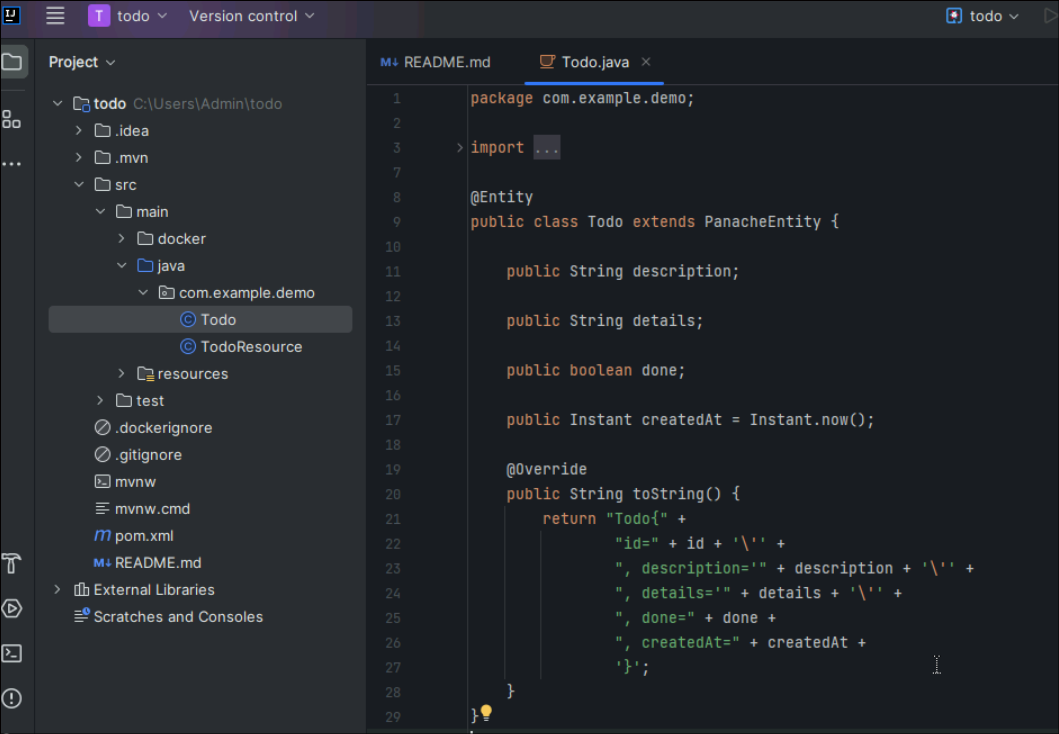 IJ T todo Version control todo
Project
README.md Todo.java
todo C:\Users\Admin\todo
.idea
.mvn
src
main
docker
java
com.example.demo
Todo
TodoResource
resources
test
.dockerignore
.gitignore
mvnw
mvnw.cmd
m pom.xml
M↓ README.md
External Libraries
Scratches and Consoles
1 package com.example.demo;
2
3 import ...
7
8 @Entity
9 public class Todo extends PanacheEntity {
10
11 public String description;
12
13 public String details;
14
15 public boolean done;
16
17 public Instant createdAt = Instant.now();
18
19 @Override
20 public String toString() {
21 return "Todo{" +
22 "id=" + id + '\'' +
23 ", description='" + description + '\'' +
24 ", details='" + details + '\'' +
25 ", done=" + done +
26 ", createdAt=" + createdAt +
27 '}';
28 }
29 }